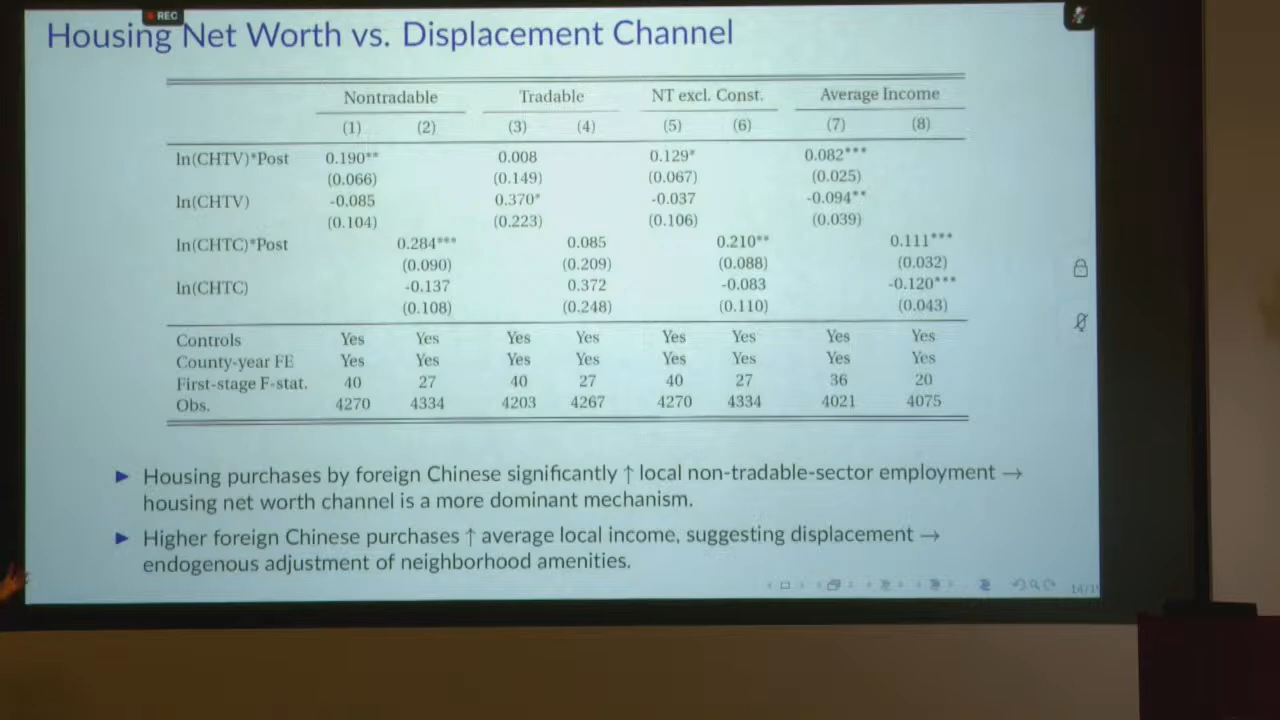 REC
Housing Net Worth vs. Displacement Channel
Nontradable Tradable NT excl. Const. Average Income
(1) (2) (3) (4) (5) (6) (7) (8)
ln(CHTV)*Post 0.190** 0.008 0.129* 0.082***
(0.066) (0.149) (0.067) (0.025)
ln(CHTV) -0.085 0.370* -0.037 -0.094**
(0.104) (0.223) (0.106) (0.039)
ln(CHTC)*Post 0.284*** 0.085 0.210** 0.111***
(0.090) (0.209) (0.088) (0.032)
ln(CHTC) -0.137 0.372 -0.083 -0.120***
(0.108) (0.248) (0.110) (0.043)
Controls Yes Yes Yes Yes Yes Yes Yes Yes
County-year FE Yes Yes Yes Yes Yes Yes Yes Yes
First-stage F-stat. 40 27 40 27 40 27 36 20
Obs. 4270 4334 4203 4267 4270 4334 4021 4075
► Housing purchases by foreign Chinese significantly ↑ local non-tradable-sector employment →
housing net worth channel is a more dominant mechanism.
► Higher foreign Chinese purchases ↑ average local income, suggesting displacement →
endogenous adjustment of neighborhood amenities.